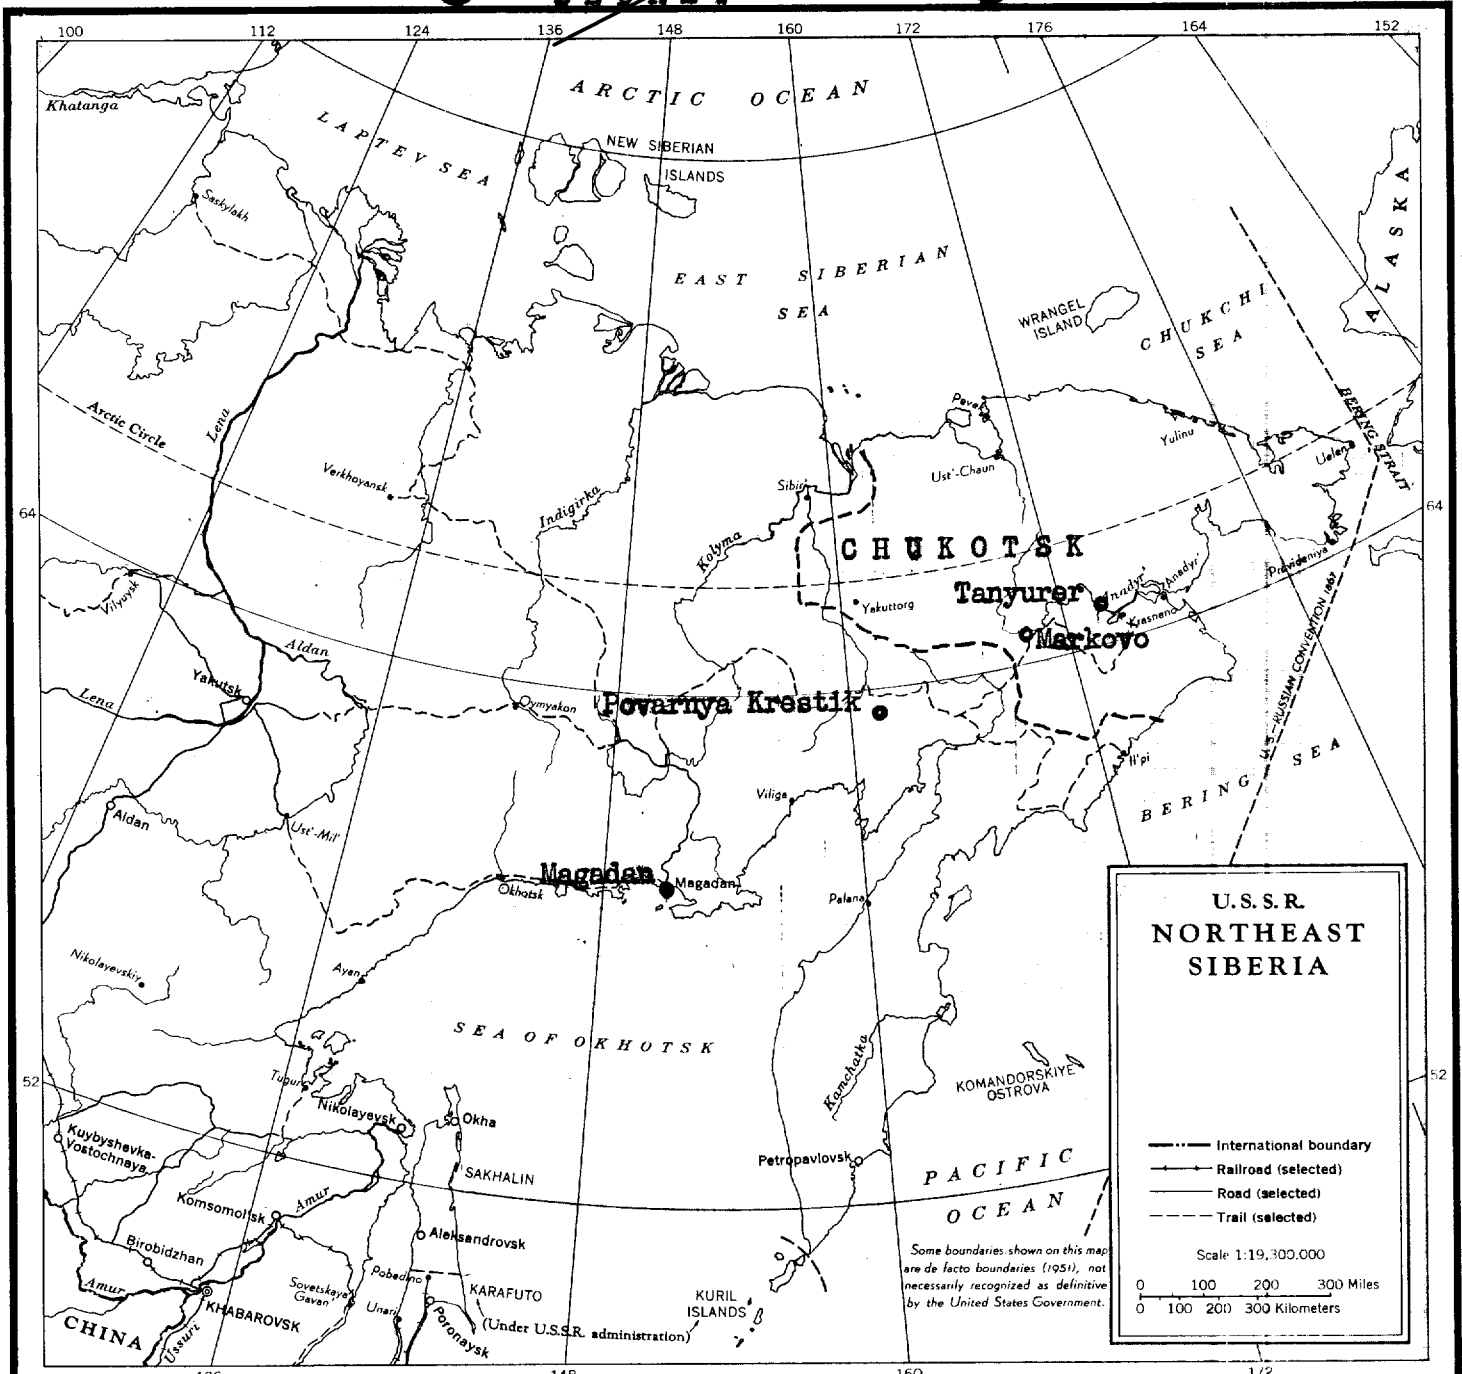 100 112 124 136 148 160 172 176 164 152
Khatanga
ARCTIC OCEAN
LAPTEV SEA
NEW SIBERIAN
ISLANDS
ALASKA
Saskylakh
EAST SIBERIAN
SEA
WRANGEL
ISLAND
CHUKCHI
SEA
Arctic Circle
Lena
Pevek
BERING STRAIT
Yulinu
Uelen
Verkhoyansk
Ust'-Chaun
Indigirka
Sibir
64
64
Kolyma
CHUKOTSK
Tanyurer
Anadyr'
Anadyr'
Provideniya
Vilyuysk
Yakuttorg
Krasneno
Markovo
Aldan
Yakutsk
Lena
Oymyakon
Povarnya Krestik
U.S.-RUSSIAN CONVENTION 1867
Il'pi
BERING SEA
Viliga
Aldan
Ust'-Mil'
Magadan
Magadan
Okhotsk
Palana
U.S.S.R.
NORTHEAST
SIBERIA
Nikolayevskiy
Ayan
SEA OF OKHOTSK
Kamchatka
KOMANDORSKIYE
OSTROVA
52
52
Tugur
Nikolayevsk
Okha
Kuybyshevka-
Vostochnaya
SAKHALIN
Petropavlovsk
PACIFIC
OCEAN
International boundary
Railroad (selected)
Road (selected)
Trail (selected)
Komsomol'sk
Amur
Aleksandrovsk
Birobidzhan
Scale 1:19,300,000
0 100 200 300 Miles
0 100 200 300 Kilometers
Some boundaries shown on this map
are de facto boundaries (1951), not
necessarily recognized as definitive
by the United States Government.
Amur
Pobedino
Sovetskaya
Gavan'
KARAFUTO
(Under U.S.S.R. administration)
KURIL
ISLANDS
KHABAROVSK
Unari
Poronaysk
CHINA
Ussuri
160
172